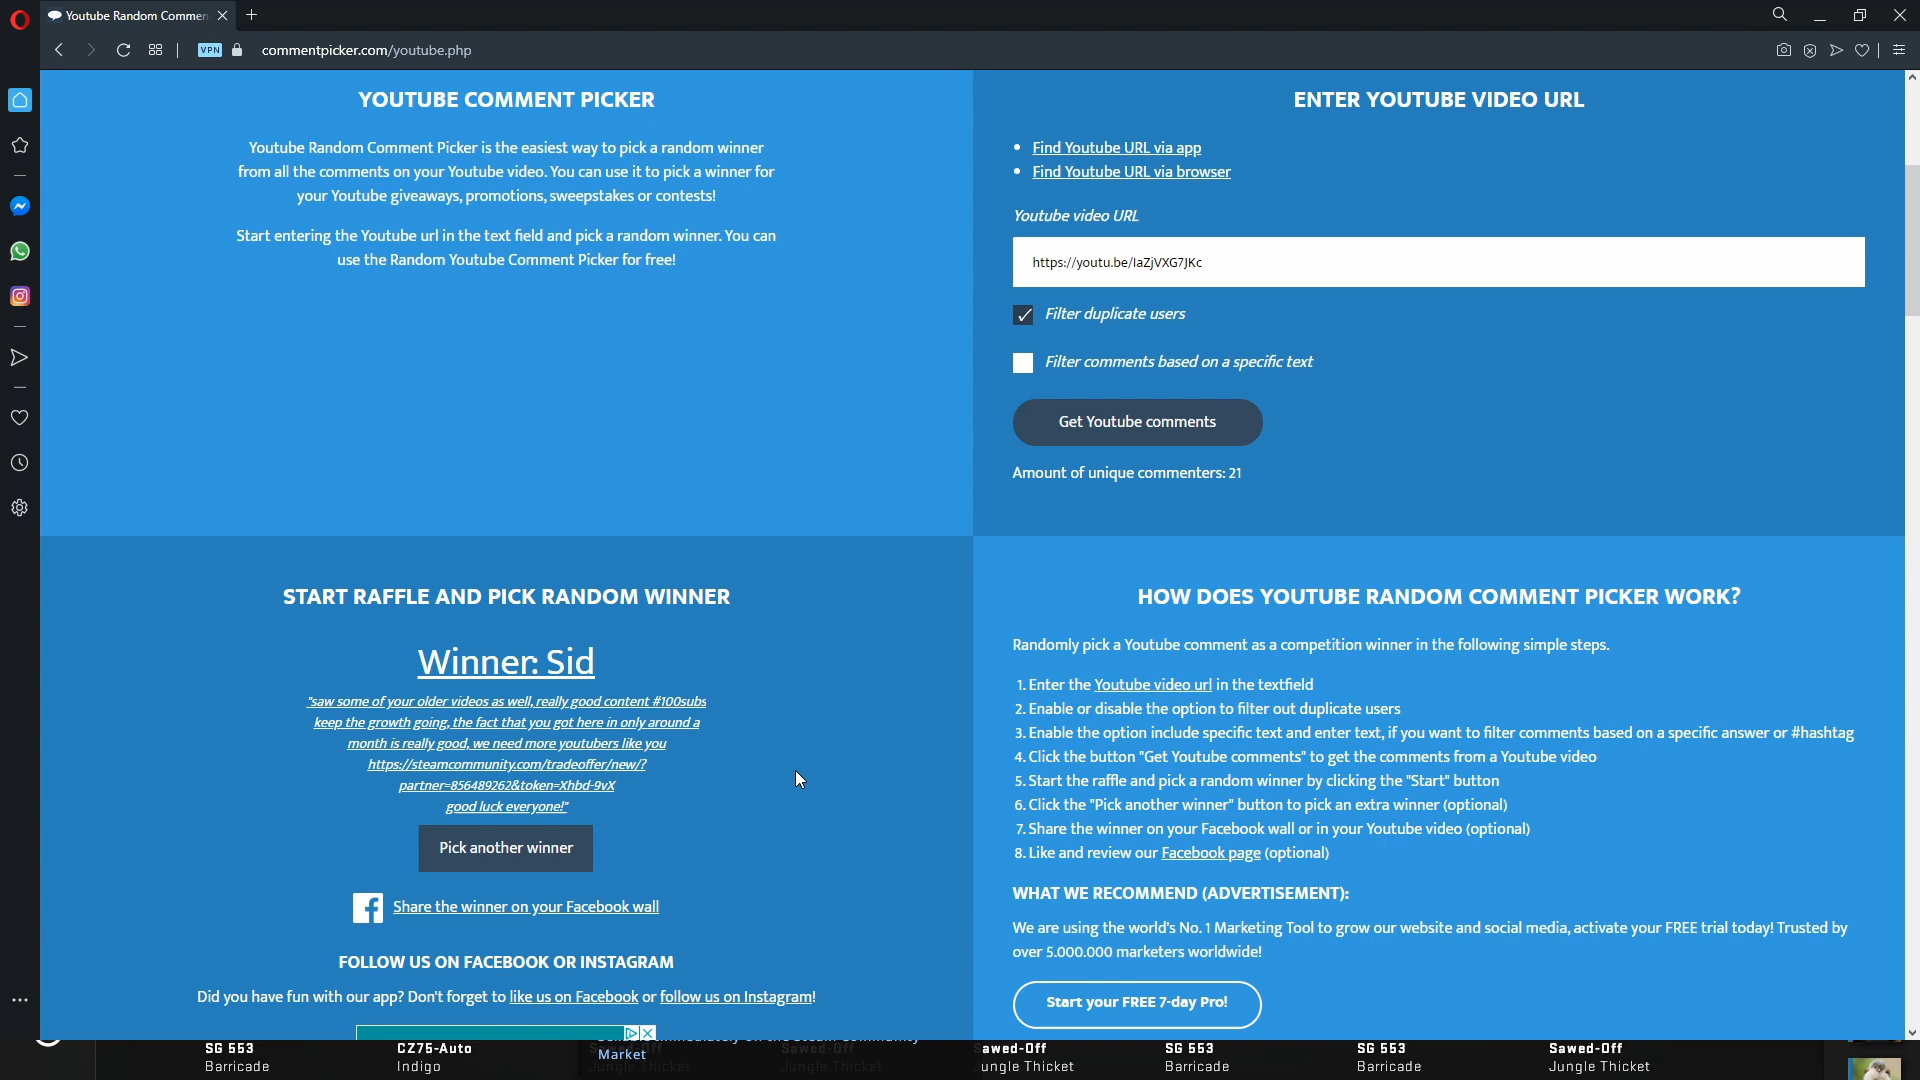 Youtube Random Commen
VPN
commentpicker.com/youtube.php
YOUTUBE COMMENT PICKER
Youtube Random Comment Picker is the easiest way to pick a random winner
from all the comments on your Youtube video. You can use it to pick a winner for
your Youtube giveaways, promotions, sweepstakes or contests!
Start entering the Youtube url in the text field and pick a random winner. You can
use the Random Youtube Comment Picker for free!
ENTER YOUTUBE VIDEO URL
Find Youtube URL via app
Find Youtube URL via browser
Youtube video URL
https://youtu.be/laZjVXG7JKc
Filter duplicate users
Filter comments based on a specific text
Get Youtube comments
Amount of unique commenters: 21
START RAFFLE AND PICK RANDOM WINNER
Winner: Sid
"saw some of your older videos as well, really good content #100subs
keep the growth going, the fact that you got here in only around a
month is really good, we need more youtubers like you
https://steamcommunity.com/tradeoffer/new/?
partner=856489262&token=Xhbd-9vX
good luck everyone!"
Pick another winner
Share the winner on your Facebook wall
FOLLOW US ON FACEBOOK OR INSTAGRAM
Did you have fun with our app? Don't forget to like us on Facebook or follow us on Instagram!
HOW DOES YOUTUBE RANDOM COMMENT PICKER WORK?
Randomly pick a Youtube comment as a competition winner in the following simple steps.
1. Enter the Youtube video url in the textfield
2. Enable or disable the option to filter out duplicate users
3. Enable the option include specific text and enter text, if you want to filter comments based on a specific answer or #hashtag
4. Click the button "Get Youtube comments" to get the comments from a Youtube video
5. Start the raffle and pick a random winner by clicking the "Start" button
6. Click the "Pick another winner" button to pick an extra winner (optional)
7. Share the winner on your Facebook wall or in your Youtube video (optional)
8. Like and review our Facebook page (optional)
WHAT WE RECOMMEND (ADVERTISEMENT):
We are using the world's No. 1 Marketing Tool to grow our website and social media, activate your FREE trial today! Trusted by
over 5.000.000 marketers worldwide!
Start your FREE 7-day Pro!
immediately on the Steam Community
Market
SG 553 CZ75-Auto Sawed-Off awed-Off SG 553 SG 553 Sawed-Off
Barricade Indigo Jungle Thicket Jungle Thicket ungle Thicket Barricade Barricade Jungle Thicket